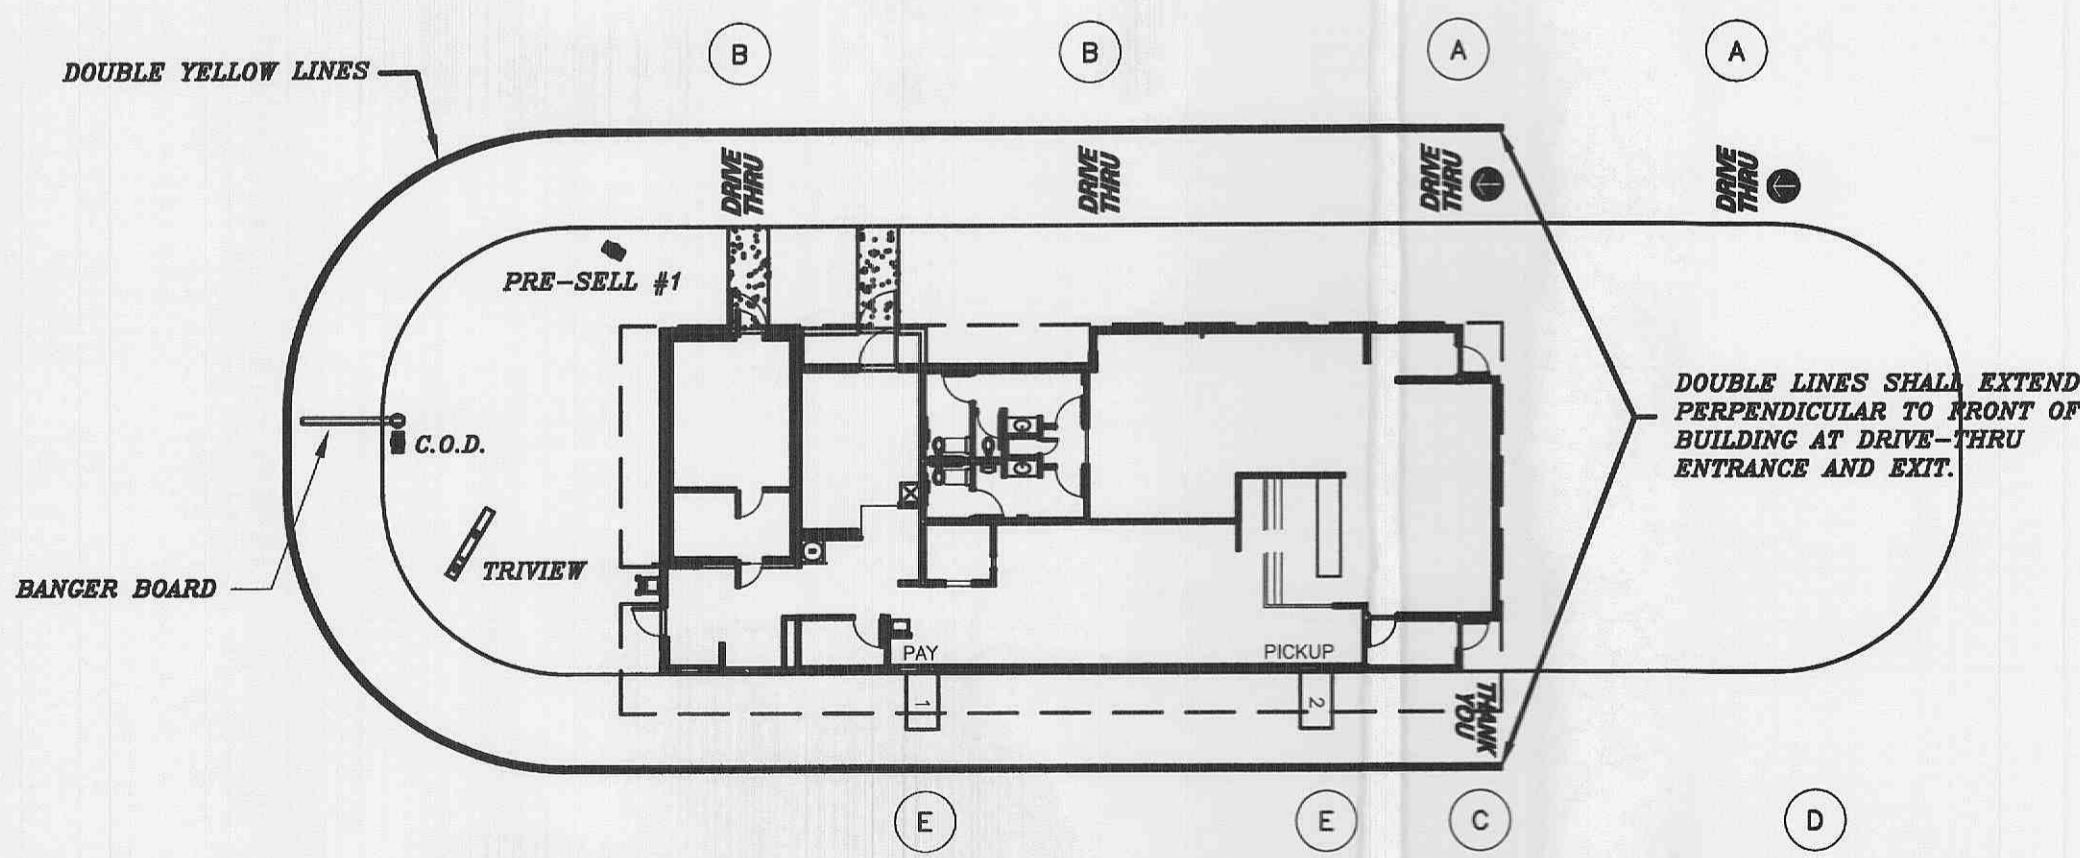 B
B
A
A
DOUBLE YELLOW LINES
DRIVE
THRU
DRIVE
THRU
DRIVE
THRU
DRIVE
THRU
PRE-SELL #1
DOUBLE LINES SHALL EXTEND
PERPENDICULAR TO FRONT OF
BUILDING AT DRIVE-THRU
ENTRANCE AND EXIT.
C.O.D.
TRIVIEW
BANGER BOARD
PAY
PICKUP
1
2
THANK
YOU
E
E
C
D